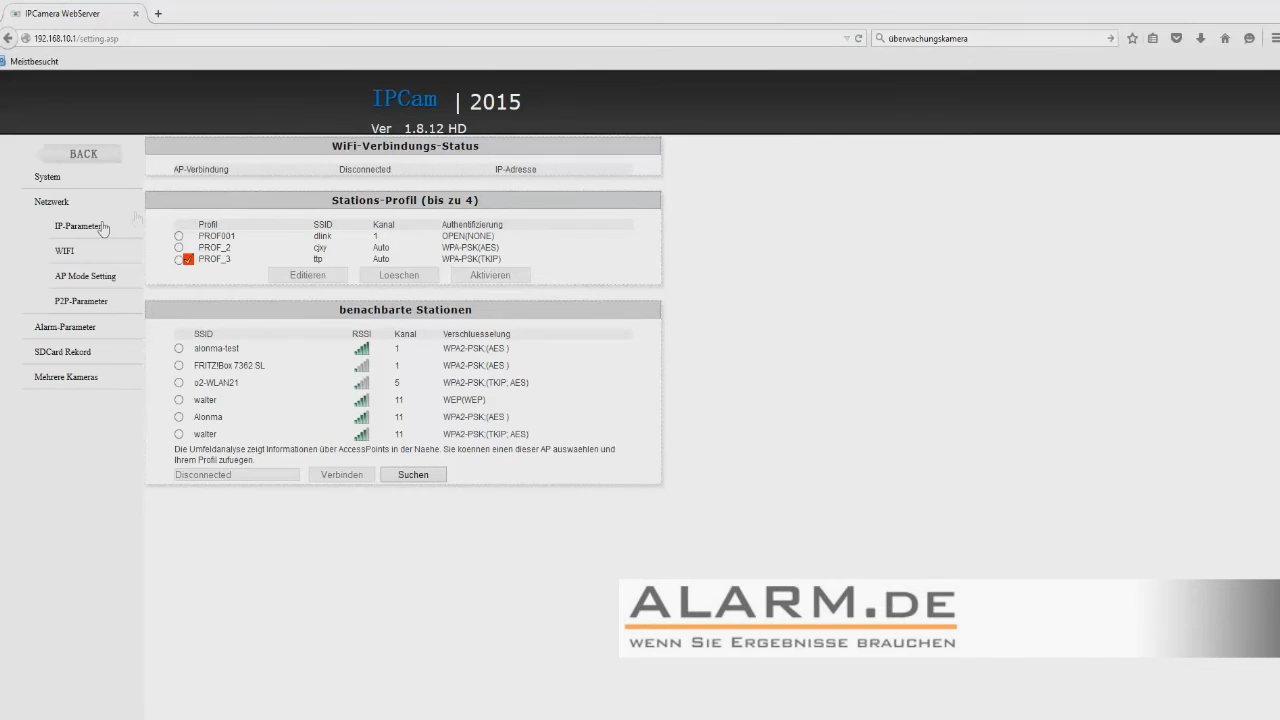 IPCamera WebServer
192.168.10.1/setting.asp
überwachungskamera
Meistbesucht
IPCam | 2015
Ver 1.8.12 HD
BACK
System
Netzwerk
IP-Parameter
WIFI
AP Mode Setting
P2P-Parameter
Alarm-Parameter
SDCard Rekord
Mehrere Kameras
WiFi-Verbindungs-Status
AP-Verbindung Disconnected IP-Adresse
Stations-Profil (bis zu 4)
Profil SSID Kanal Authentifizierung
PROF001 dlink 1 OPEN(NONE)
PROF_2 cjxy Auto WPA-PSK(AES)
PROF_3 ttp Auto WPA-PSK(TKIP)
Editieren Loeschen Aktivieren
benachbarte Stationen
SSID RSSI Kanal Verschluesselung
alonma-test 1 WPA2-PSK;(AES )
FRITZ!Box 7362 SL 1 WPA2-PSK;(AES )
o2-WLAN21 5 WPA2-PSK;(TKIP; AES)
walter 11 WEP(WEP)
Alonma 11 WPA2-PSK;(AES )
walter 11 WPA2-PSK;(TKIP; AES)
Die Umfeldanalyse zeigt Informationen über AccessPoints in der Naehe. Sie koennen einen dieser AP auswaehlen und
Ihrem Profil zufuegen.
Disconnected Verbinden Suchen
ALARM.DE
WENN SIE ERGEBNISSE BRAUCHEN